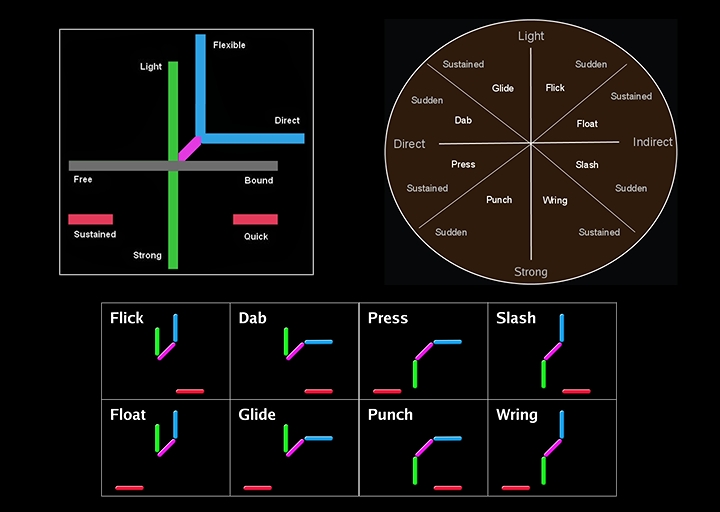 Flexible
Light
Direct
Free
Bound
Sustained
Quick
Strong
Light
Sustained
Sudden
Glide
Flick
Sudden
Sustained
Dab
Float
Direct
Indirect
Press
Slash
Sustained
Sudden
Punch
Wring
Sudden
Sustained
Strong
Flick
Dab
Press
Slash
Float
Glide
Punch
Wring